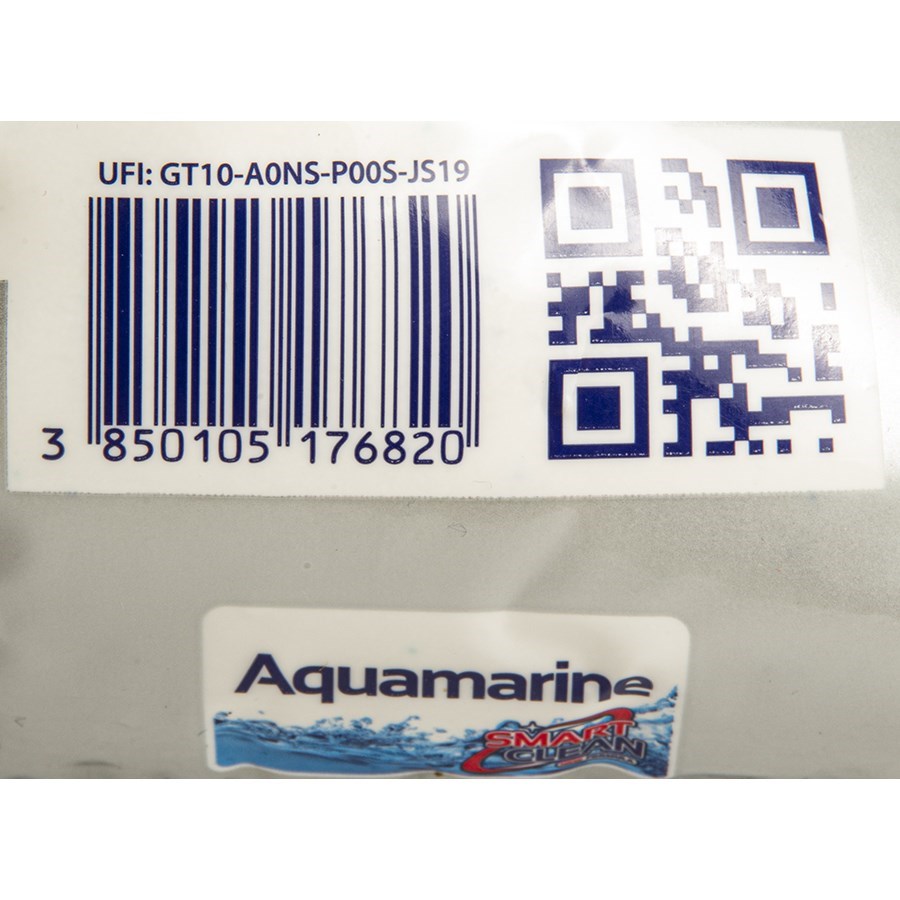 UFI: GT10-A0NS-P00S-JS19
3 850105 176820
Aquamarine
SMART
CLEAN